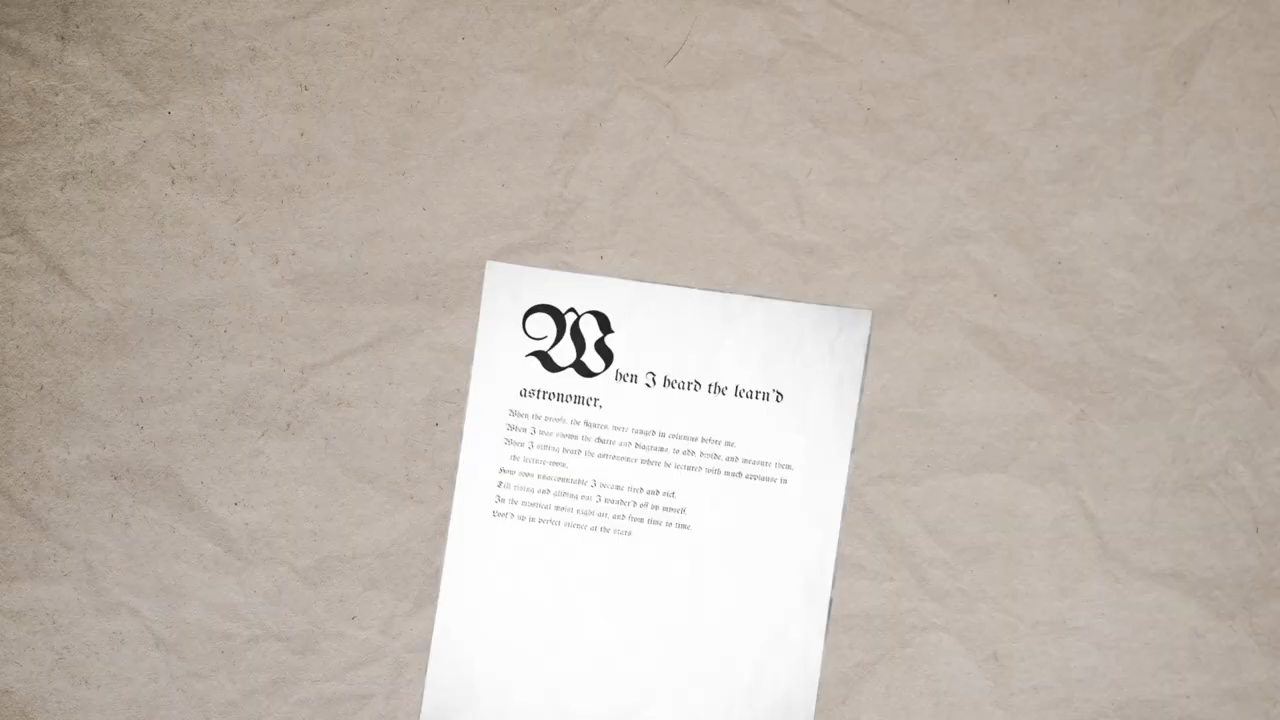 When I heard the learn'd
astronomer,
When the proofs, the figures, were ranged in columns before me,
When I was shown the charts and diagrams, to add, divide, and measure them,
When I sitting heard the astronomer where he lectured with much applause in
the lecture-room,
How soon unaccountable I became tired and sick,
Till rising and gliding out I wander'd off by myself,
In the mystical moist night-air, and from time to time,
Look'd up in perfect silence at the stars.